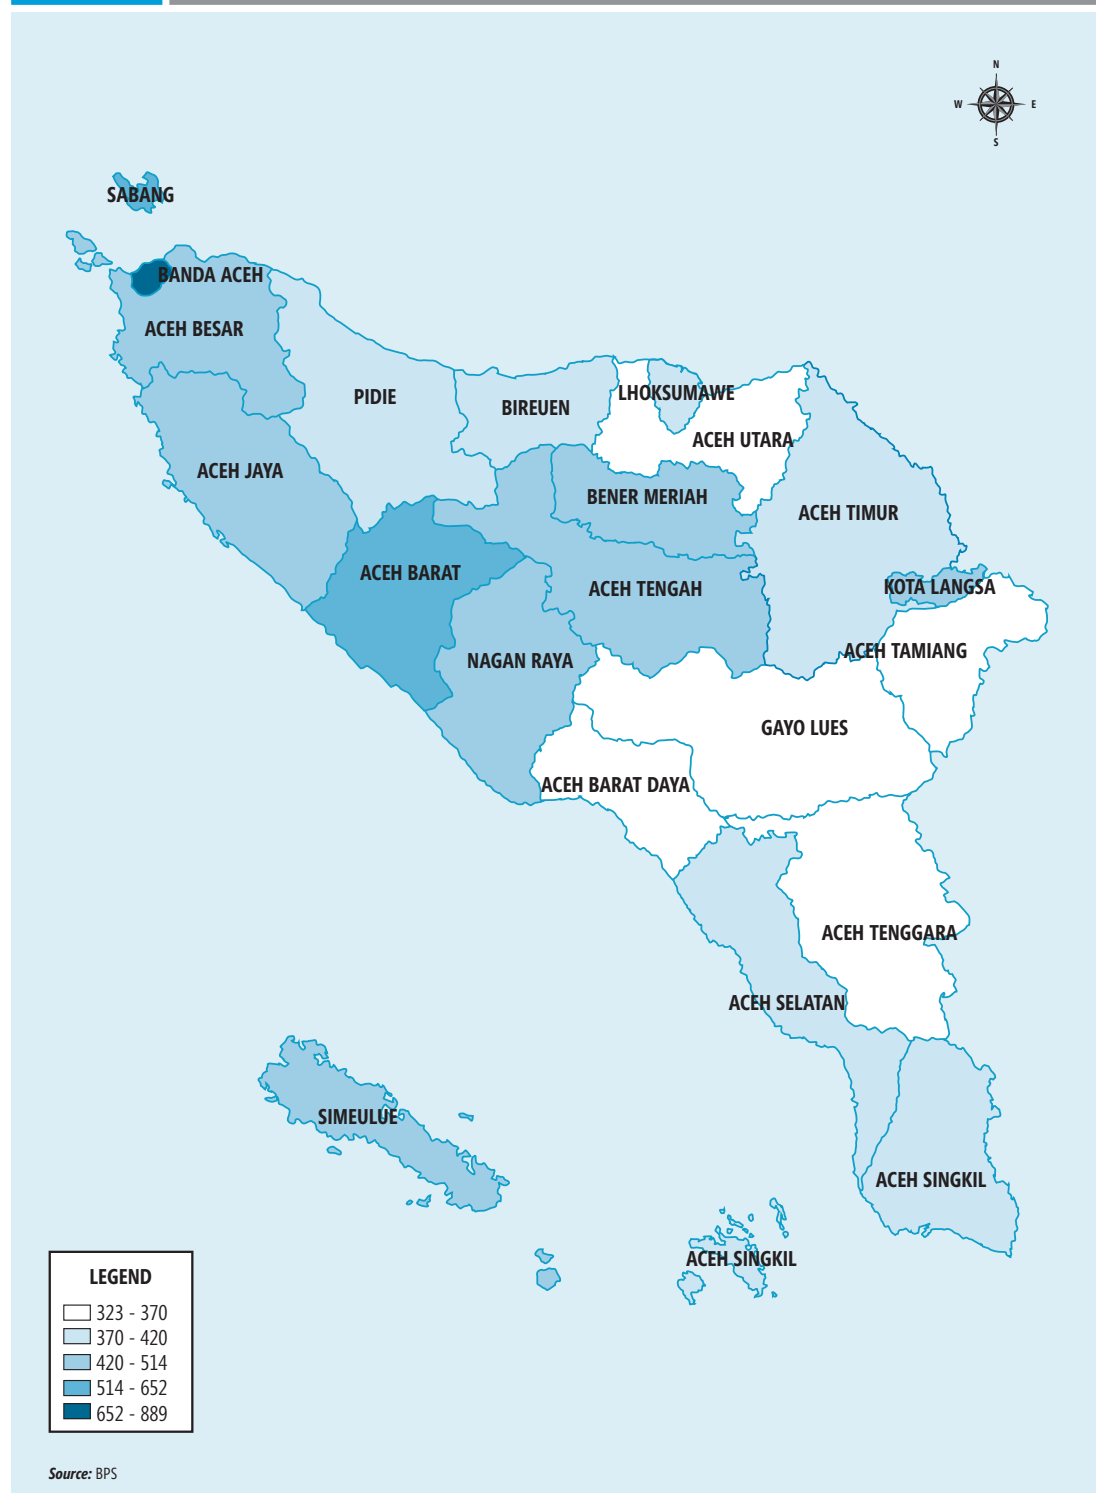 N
W E
S
SABANG
BANDA ACEH
ACEH BESAR
PIDIE
LHOKSUMAWE
BIREUEN
ACEH UTARA
ACEH JAYA
BENER MERIAH
ACEH TIMUR
ACEH BARAT
ACEH TENGAH
KOTA LANGSA
NAGAN RAYA
ACEH TAMIANG
GAYO LUES
ACEH BARAT DAYA
ACEH TENGGARA
ACEH SELATAN
SIMEULUE
ACEH SINGKIL
ACEH SINGKIL
LEGEND
323 - 370
370 - 420
420 - 514
514 - 652
652 - 889
Source: BPS